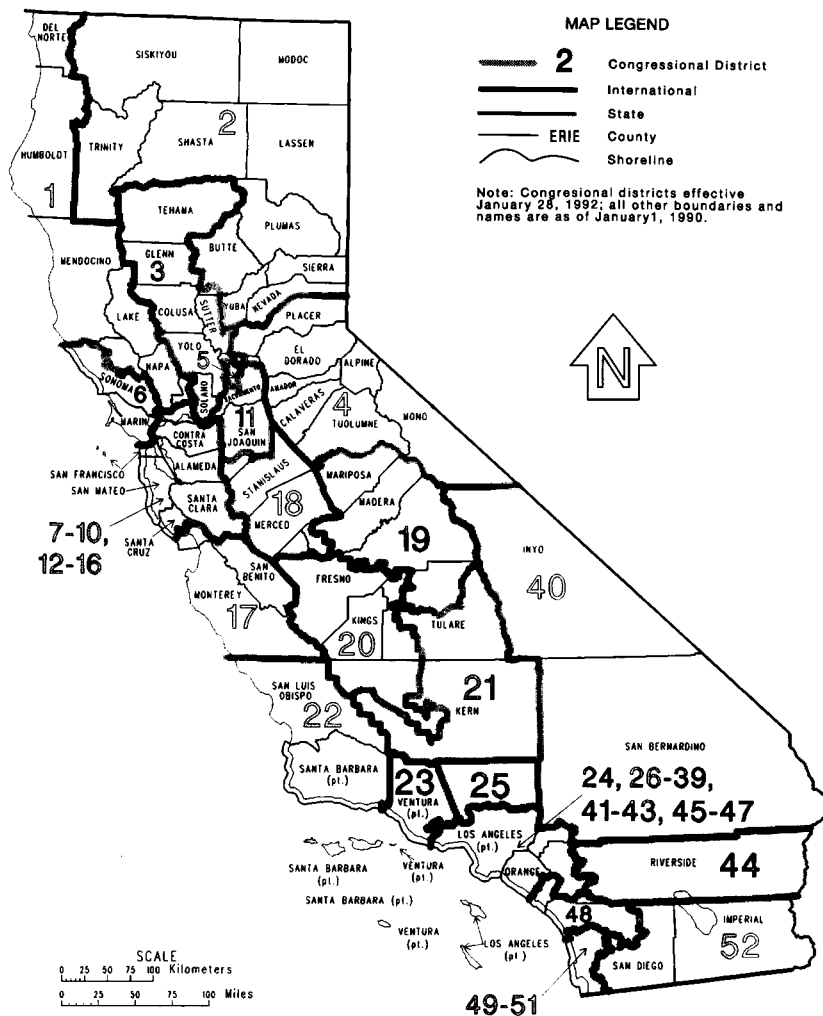 MAP LEGEND
2 Congressional District
International
State
ERIE County
Shoreline
Note: Congresional districts effective
January 28, 1992; all other boundaries and
names are as of January1, 1990.
DEL
NORTE
SISKIYOU
MODOC
2
HUMBOLDT
TRINITY
SHASTA
LASSEN
1
TEHAMA
PLUMAS
MENDOCINO
GLENN
BUTTE
3
SIERRA
LAKE
COLUSA
SUTTER
YUBA
NEVADA
PLACER
YOLO
EL
DORADO
NAPA
5
ALPINE
SONOMA
6
SOLANO
SACRAMENTO
AMADOR
MARIN
11
CALAVERAS
4
MONO
CONTRA
COSTA
SAN
JOAQUIN
TUOLUMNE
SAN FRANCISCO
ALAMEDA
STANISLAUS
MARIPOSA
SAN MATEO
SANTA
CLARA
18
MADERA
7-10,
12-16
SANTA
CRUZ
MERCED
19
INYO
SAN
BENITO
FRESNO
40
MONTEREY
17
KINGS
TULARE
20
SAN LUIS
OBISPO
21
22
KERN
SAN BERNARDINO
SANTA BARBARA
(pt.)
23
25
24, 26-39,
41-43, 45-47
VENTURA
(pt.)
LOS ANGELES
(pt.)
RIVERSIDE
44
ORANGE
SANTA BARBARA
(pt.)
VENTURA
(pt.)
SANTA BARBARA (pt.)
48
IMPERIAL
VENTURA
(pt.)
LOS ANGELES
(pt.)
52
SAN DIEGO
49-51
N
SCALE
0 25 50 75 100 Kilometers
0 25 50 75 100 Miles